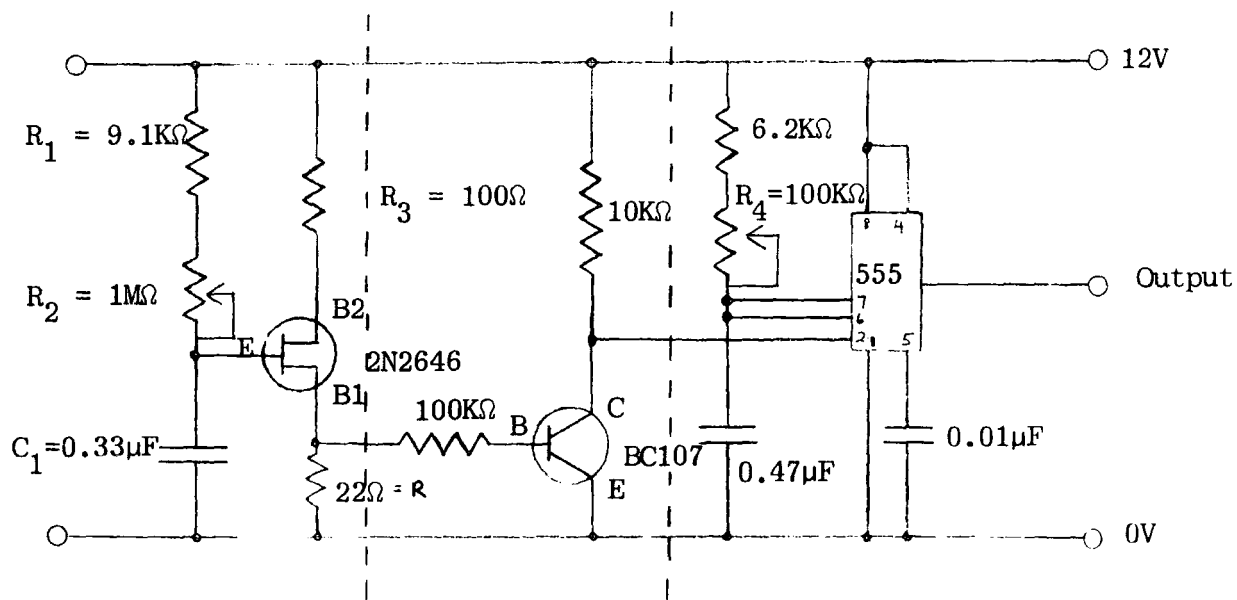 12V
R1 = 9.1KΩ
6.2KΩ
R3 = 100Ω
10KΩ
R4=100KΩ
8 4
555
Output
R2 = 1MΩ
7
6
2 1 5
B2
E
2N2646
B1
100KΩ
B
C
C1=0.33µF
BC107
0.01µF
0.47µF
E
22Ω = R
0V